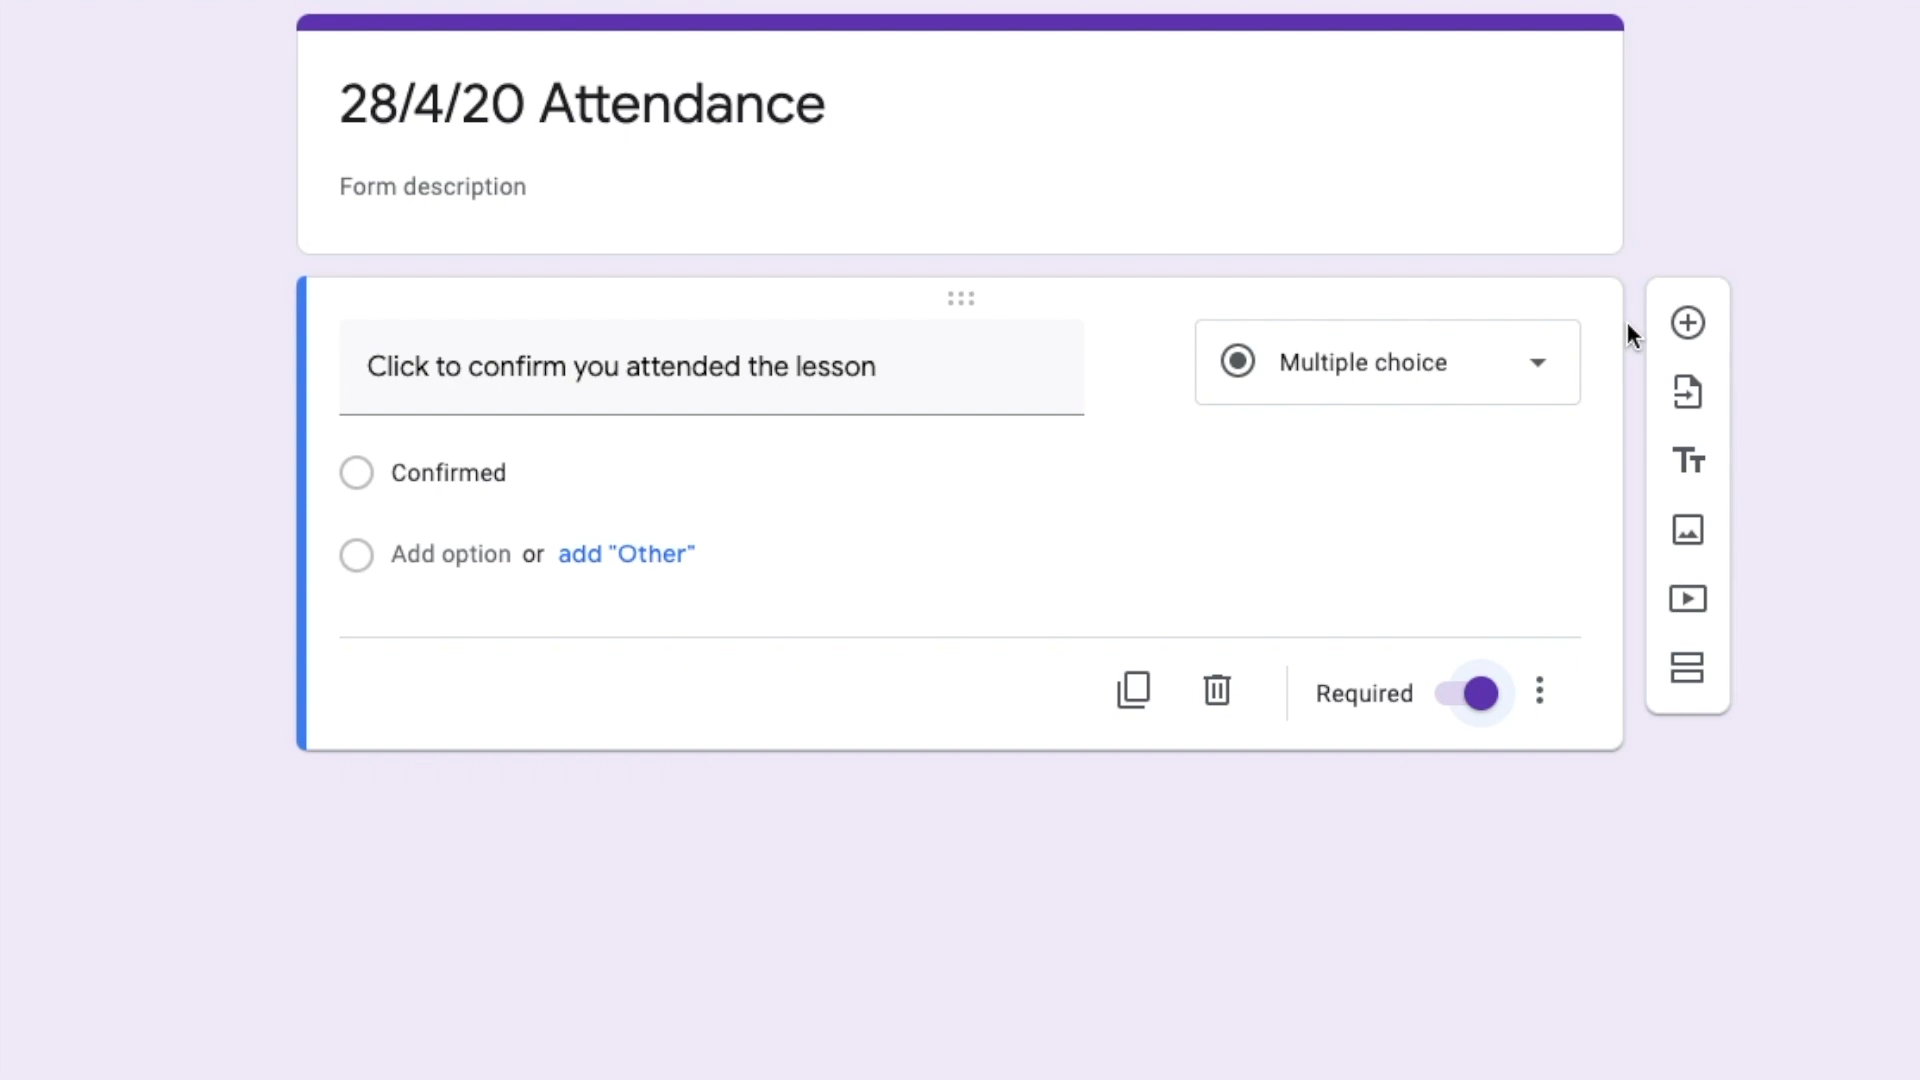 28/4/20 Attendance
Form description
Click to confirm you attended the lesson
Multiple choice
Confirmed
Add option or add "Other"
Required